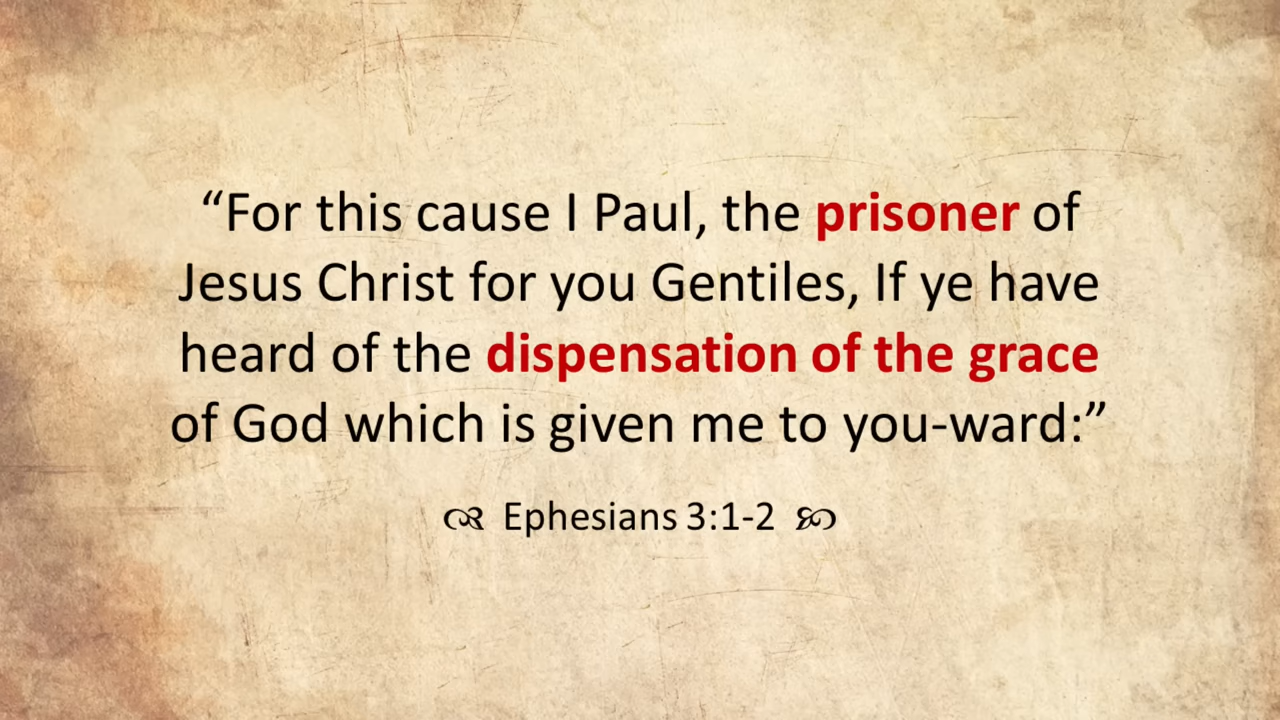 “For this cause I Paul, the prisoner of
Jesus Christ for you Gentiles, If ye have
heard of the dispensation of the grace
of God which is given me to you-ward:”
Ephesians 3:1-2